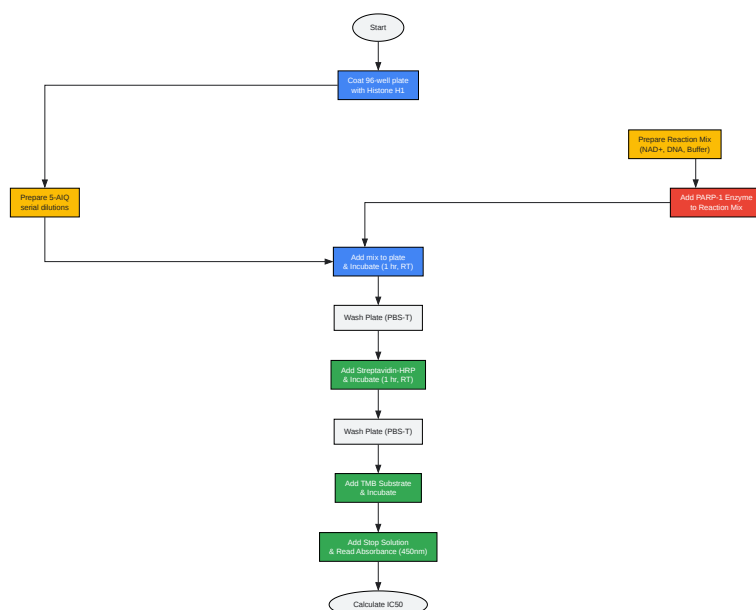 Start
Coat 96-well plate
with Histone H1
Prepare Reaction Mix
(NAD+, DNA, Buffer)
Prepare 5-AIQ
serial dilutions
Add PARP-1 Enzyme
to Reaction Mix
Add mix to plate
& Incubate (1 hr, RT)
Wash Plate (PBS-T)
Add Streptavidin-HRP
& Incubate (1 hr, RT)
Wash Plate (PBS-T)
Add TMB Substrate
& Incubate
Add Stop Solution
& Read Absorbance (450nm)
Calculate IC50